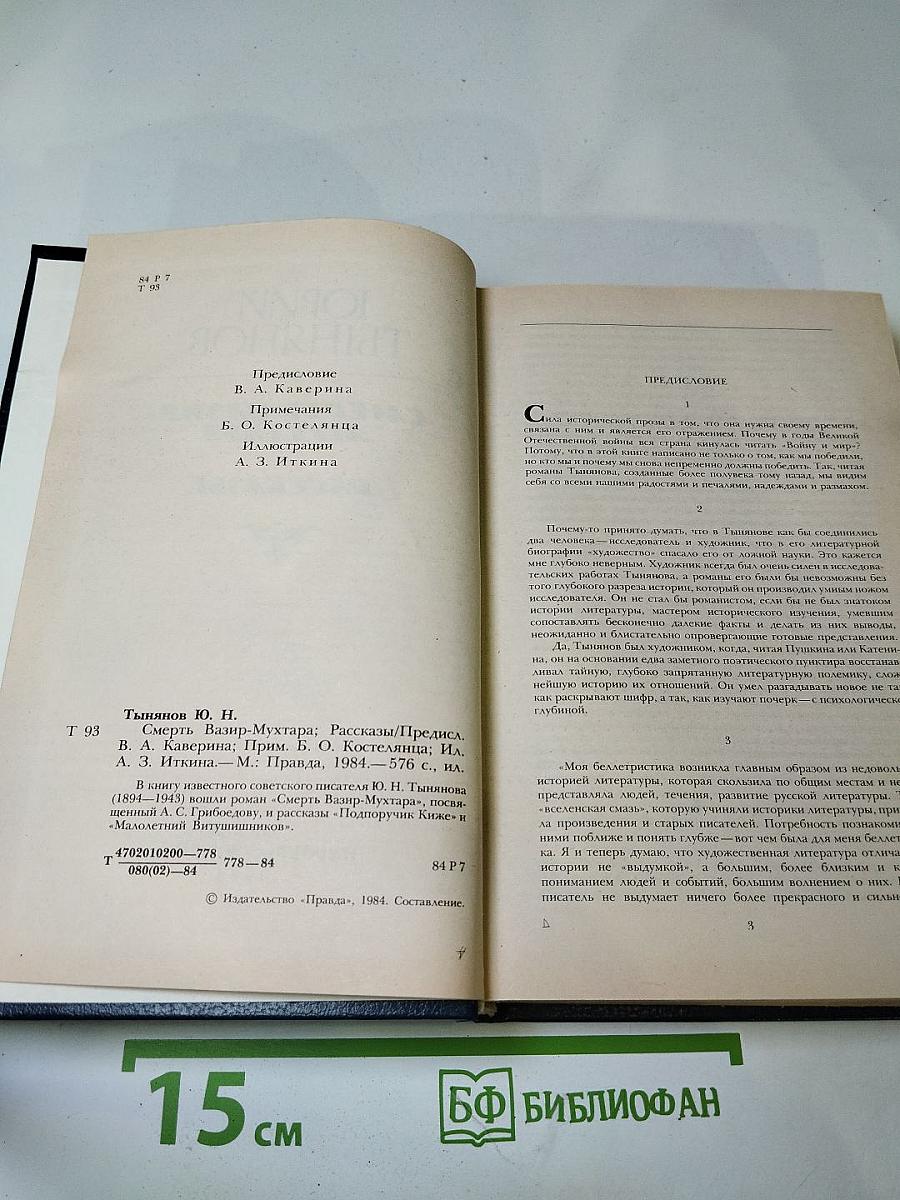 84 Р 7
Т 93
Предисловие
В. А. Каверина
Примечания
Б. О. Костелянца
Иллюстрации
А. З. Иткина
Тынянов Ю. Н.
Т 93 Смерть Вазир-Мухтара; Рассказы/Предисл.
В. А. Каверина; Прим. Б. О. Костелянца; Ил.
А. З. Иткина.— М.: Правда, 1984.— 576 с., ил.
В книгу известного советского писателя Ю. Н. Тынянова
(1894—1943) вошли роман «Смерть Вазир-Мухтара», посвя-
щенный А. С. Грибоедову, и рассказы «Подпоручик Киже» и
«Малолетний Витушишников».
Т 4702010200—778 778—84 84 Р 7
080(02)—84
© Издательство «Правда», 1984. Составление.
ПРЕДИСЛОВИЕ
1
Сила исторической прозы в том, что она нужна своему времени,
связана с ним и является его отражением. Почему в годы Великой
Отечественной войны вся страна кинулась читать «Войну и мир»?
Потому, что в этой книге написано не только о том, как мы победили,
но кто мы и почему мы снова непременно должны победить. Так, читая
романы Тынянова, созданные более полувека тому назад, мы видим
себя со всеми нашими радостями и печалями, надеждами и размахом.
2
Почему-то принято думать, что в Тынянове как бы соединились
два человека — исследователь и художник, что в его литературной
биографии «художество» спасало его от ложной науки. Это кажется
мне глубоко неверным. Художник всегда был очень силен в исследова-
тельских работах Тынянова, а романы его были бы невозможны без
того глубокого разреза истории, который он производил умным ножом
исследователя. Он не стал бы романистом, если бы не был знатоком
истории литературы, мастером исторического изучения, умевшим
сопоставлять бесконечно далекие факты и делать из них выводы,
неожиданно и блистательно опровергающие готовые представления.
Да, Тынянов был художником, когда, читая Пушкина или Катени-
на, он на основании едва заметного поэтического пунктира восстанав-
ливал тайную, глубоко запрятанную литературную полемику, слож
нейшую историю их отношений. Он умел разгадывать новое не та
как раскрывают шифр, а так, как изучают почерк — с психологическо
глубиной.
3
«Моя беллетристика возникла главным образом из недоволь
историей литературы, которая скользила по общим местам и не
представляла людей, течения, развитие русской литературы. Т
«вселенская смазь», которую учиняли историки литературы, при
ла произведения и старых писателей. Потребность познакоми
ними поближе и понять глубже — вот чем была для меня беллет
ка. Я и теперь думаю, что художественная литература отлича
истории не «выдумкой», а большим, более близким и к
пониманием людей и событий, большим волнением о них.
писатель не выдумает ничего более прекрасного и сильн
3
15 см
БФ БИБЛИОФАН